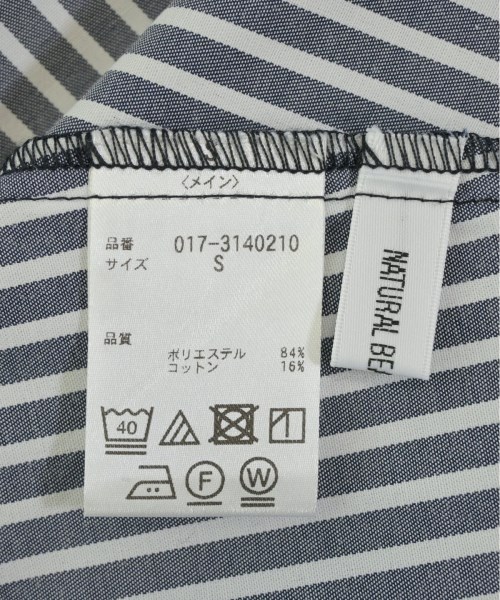 〈メイン〉
品番 017-3140210
サイズ S
品質
ポリエステル 84%
コットン 16%
40
F W
NATURAL BE